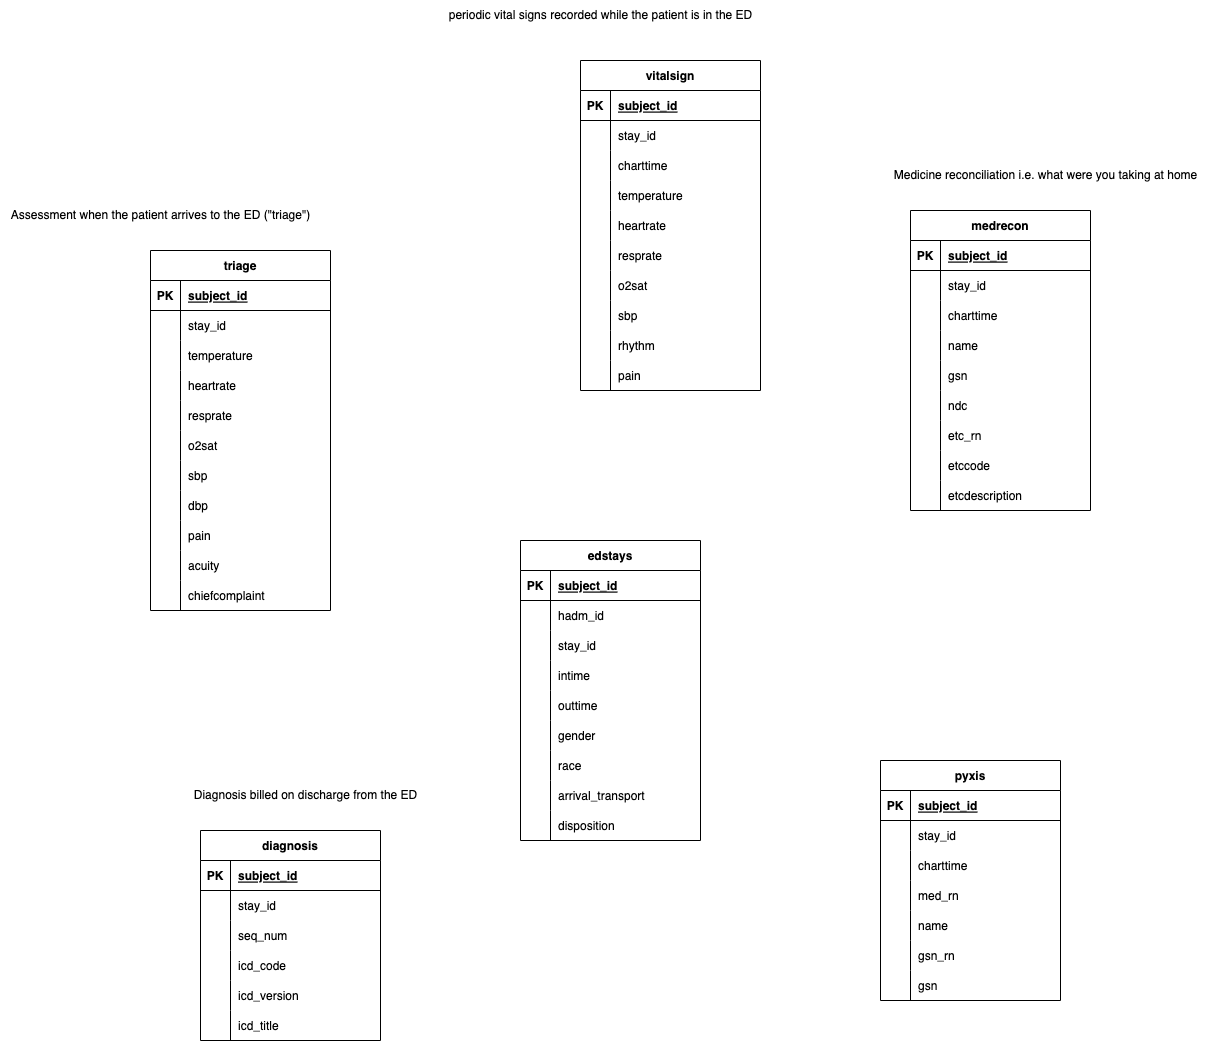 periodic vital signs recorded while the patient is in the ED
vitalsign
PK subject_id
stay_id
charttime
temperature
heartrate
resprate
o2sat
sbp
rhythm
pain
Medicine reconciliation i.e. what were you taking at home
medrecon
PK subject_id
stay_id
charttime
name
gsn
ndc
etc_rn
etccode
etcdescription
Assessment when the patient arrives to the ED ("triage")
triage
PK subject_id
stay_id
temperature
heartrate
resprate
o2sat
sbp
dbp
pain
acuity
chiefcomplaint
edstays
PK subject_id
hadm_id
stay_id
intime
outtime
gender
race
arrival_transport
disposition
Diagnosis billed on discharge from the ED
diagnosis
PK subject_id
stay_id
seq_num
icd_code
icd_version
icd_title
pyxis
PK subject_id
stay_id
charttime
med_rn
name
gsn_rn
gsn